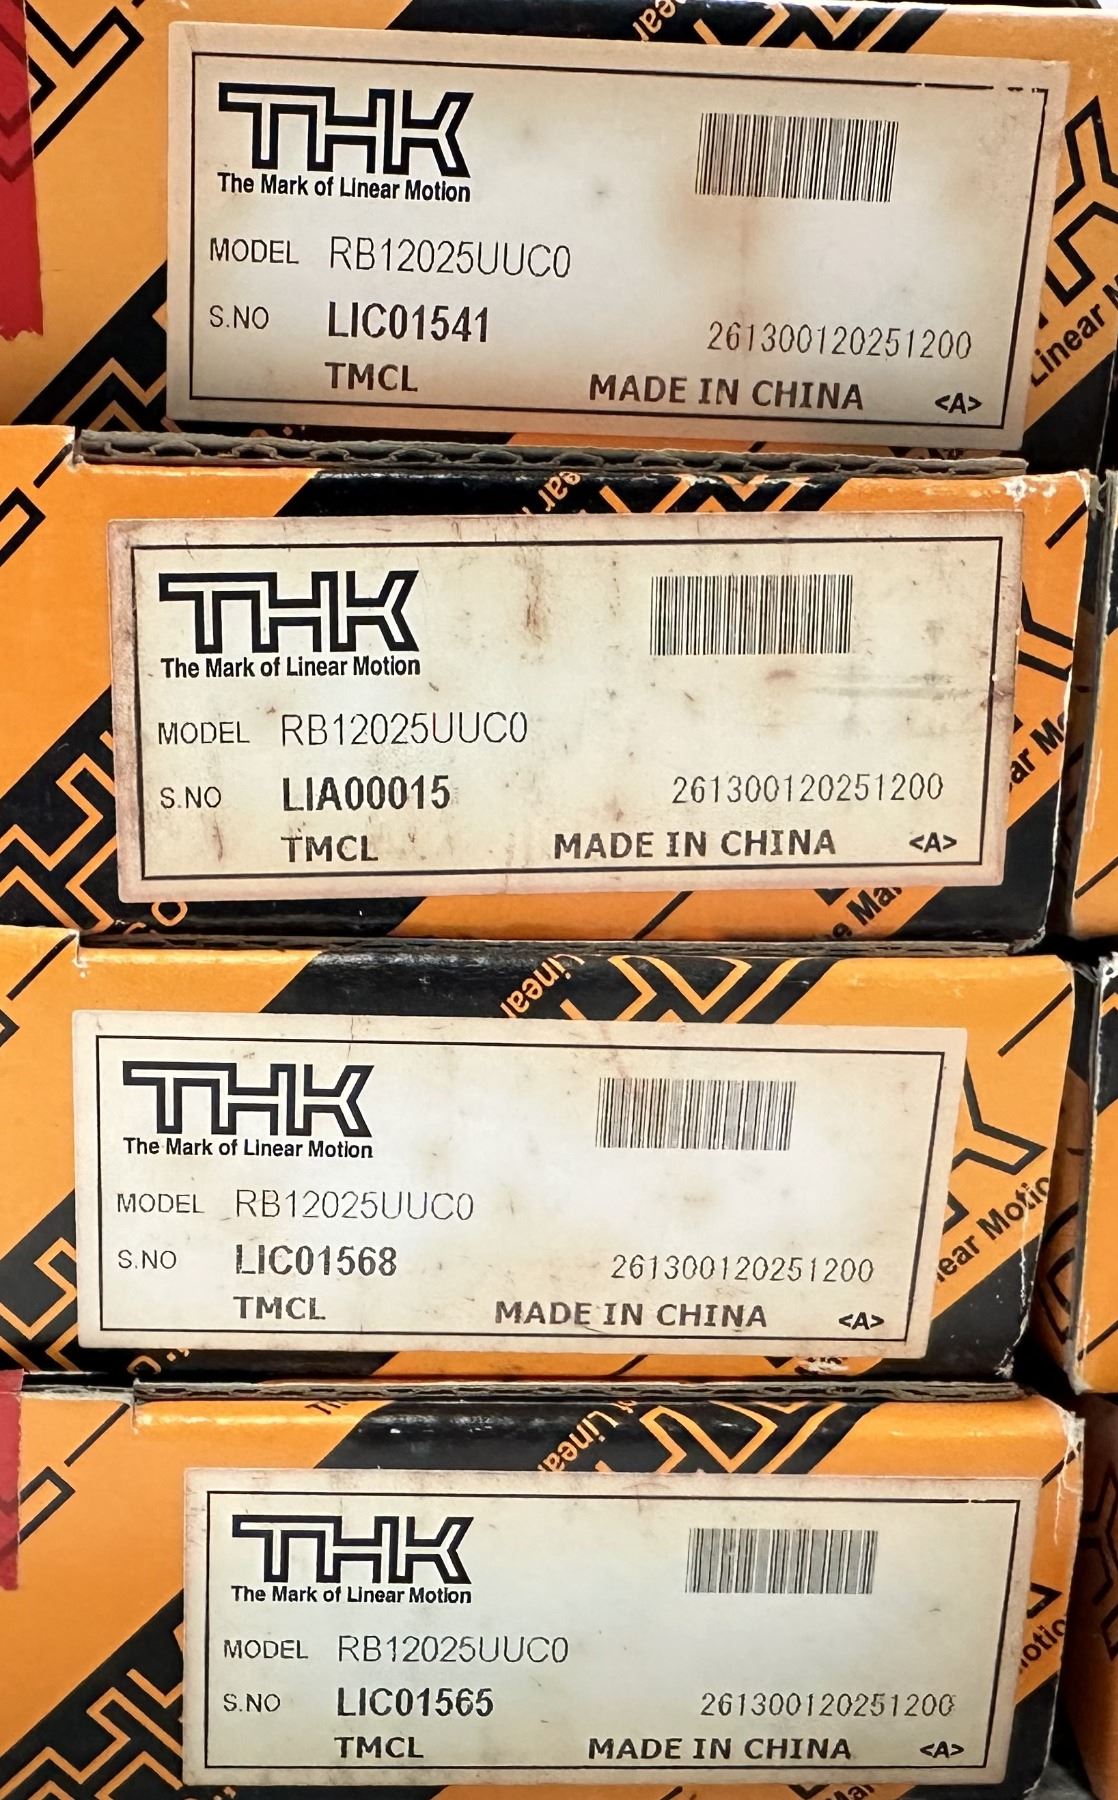 THK
The Mark of Linear Motion
MODEL RB12025UUC0
S.NO LIC01541
261300120251200
TMCL MADE IN CHINA <A>
Linear
THK
The Mark of Linear Motion
MODEL RB12025UUC0
S.NO LIA00015
261300120251200
TMCL MADE IN CHINA <A>
Linear
THK
The Mark of Linear Motion
MODEL RB12025UUC0
S.NO LIC01568
261300120251200
TMCL MADE IN CHINA <A>
THK
The Mark of Linear Motion
MODEL RB12025UUC0
S.NO LIC01565
261300120251200
TMCL MADE IN CHINA <A>